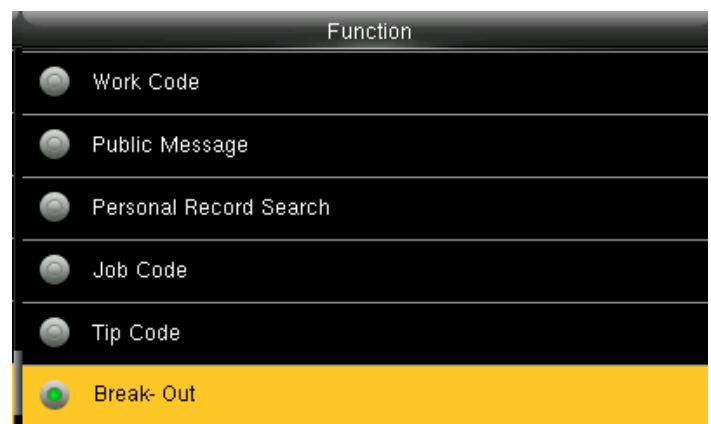 Function
Work Code
Public Message
Personal Record Search
Job Code
Tip Code
Break- Out